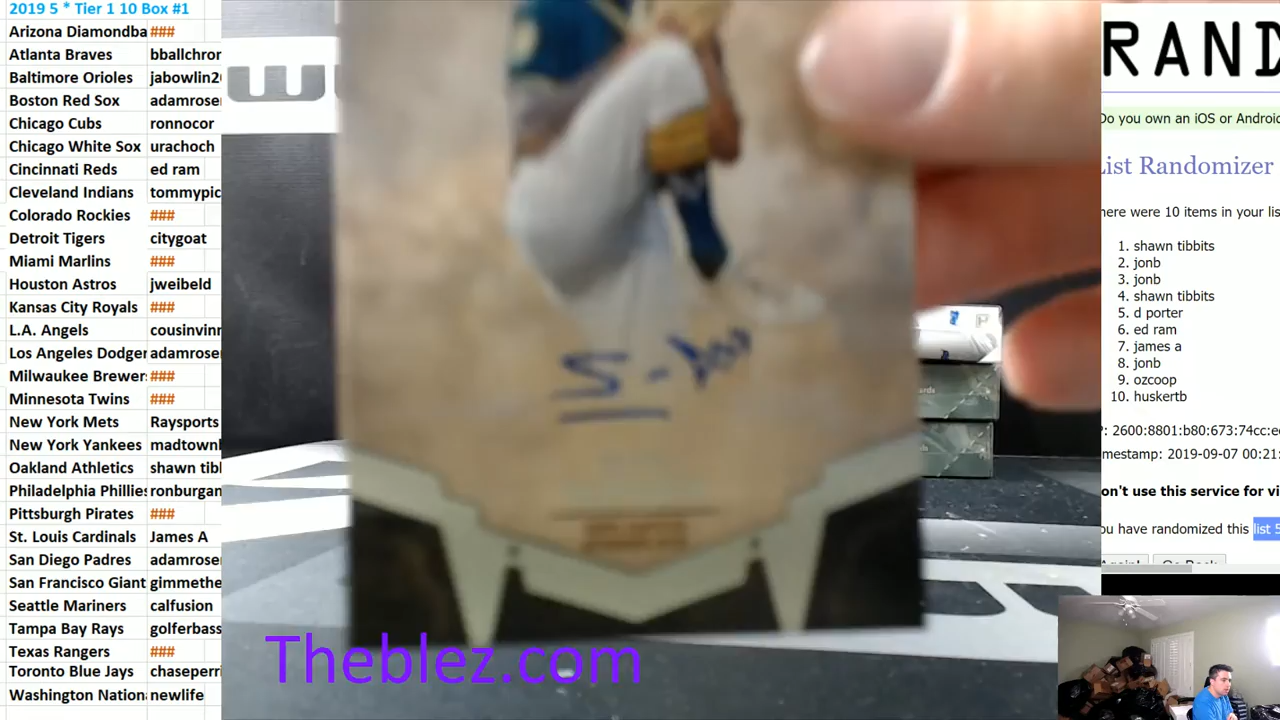 2019 5 * Tier 1 10 Box #1
Arizona Diamondba ###
Atlanta Braves bballchron
Baltimore Orioles jabowlin2
Boston Red Sox adamrose
Chicago Cubs ronnocor
Chicago White Sox urachoch
Cincinnati Reds ed ram
Cleveland Indians tommypic
Colorado Rockies ###
Detroit Tigers citygoat
Miami Marlins ###
Houston Astros jweibeld
Kansas City Royals ###
L.A. Angels cousinvinn
Los Angeles Dodger adamrose
Milwaukee Brewer ###
Minnesota Twins ###
New York Mets Raysports
New York Yankees madtown
Oakland Athletics shawn tib
Philadelphia Phillies ronburgan
Pittsburgh Pirates ###
St. Louis Cardinals James A
San Diego Padres adamrose
San Francisco Giant gimmethe
Seattle Mariners calfusion
Tampa Bay Rays golferbass
Texas Rangers ###
Toronto Blue Jays chaseperri
Washington Nation newlife
Theblez.com
RAND
Do you own an iOS or Androi
List Randomizer
here were 10 items in your lis
1. shawn tibbits
2. jonb
3. jonb
4. shawn tibbits
5. d porter
6. ed ram
7. james a
8. jonb
9. ozcoop
10. huskertb
P: 2600:8801:b80:673:74cc:e
mestamp: 2019-09-07 00:21:
on't use this service for vi
ou have randomized this list 5
Again! Go Back